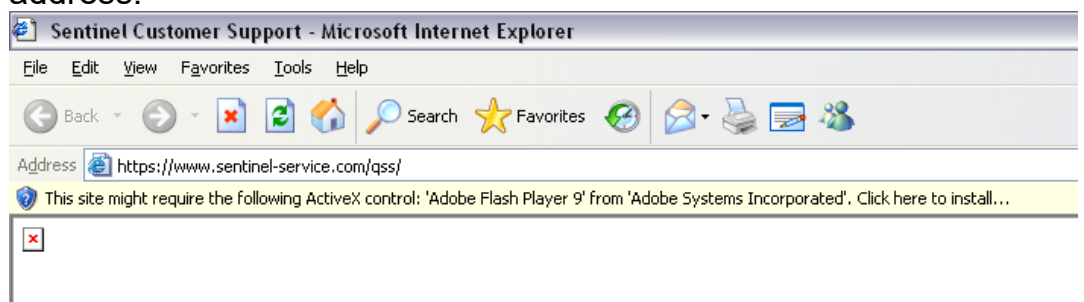 address.
Sentinel Customer Support - Microsoft Internet Explorer
File Edit View Favorites Tools Help
Back Search Favorites
Address https://www.sentinel-service.com/qss/
This site might require the following ActiveX control: 'Adobe Flash Player 9' from 'Adobe Systems Incorporated'. Click here to install...